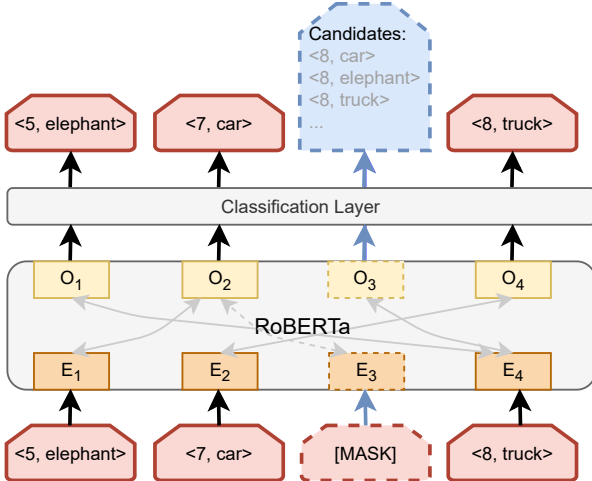 Candidates:
<8, car>
<8, elephant>
<8, truck>
...
<5, elephant>
<7, car>
<8, truck>
Classification Layer
O1
O2
O3
O4
RoBERTa
E1
E2
E3
E4
<5, elephant>
<7, car>
[MASK]
<8, truck>